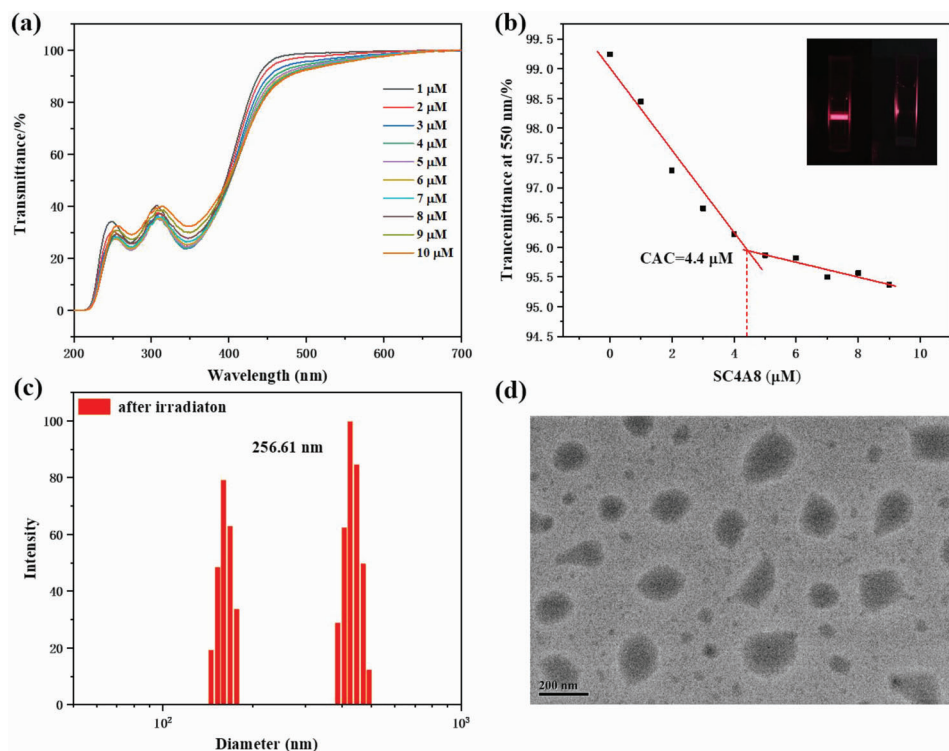 (a)
100
80
60
40
20
0
Transmittance/%
1 μM
2 μM
3 μM
4 μM
5 μM
6 μM
7 μM
8 μM
9 μM
10 μM
200
300
400
500
600
700
Wavelength (nm)
(b)
99.5
99.0
98.5
98.0
97.5
97.0
96.5
96.0
95.5
95.0
94.5
Trancemittance at 550 nm/%
CAC=4.4 μM
0
2
4
6
8
10
SC4A8 (μM)
(c)
after irradiaton
256.61 nm
100
80
60
40
20
0
Intensity
10²
10³
Diameter (nm)
(d)
200 nm